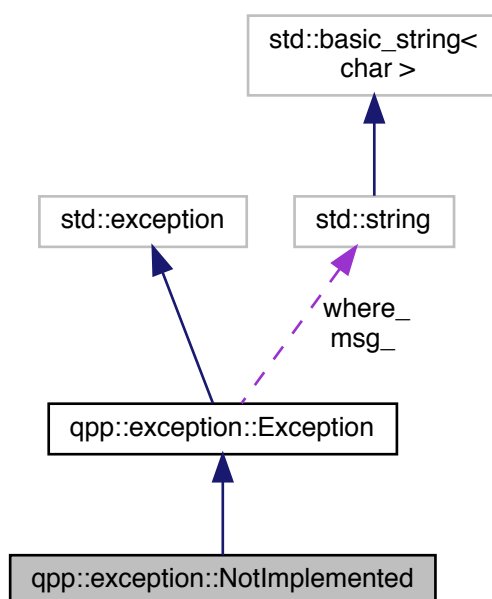 std::basic_string<
char >
std::exception
std::string
where_
msg_
qpp::exception::Exception
qpp::exception::NotImplemented